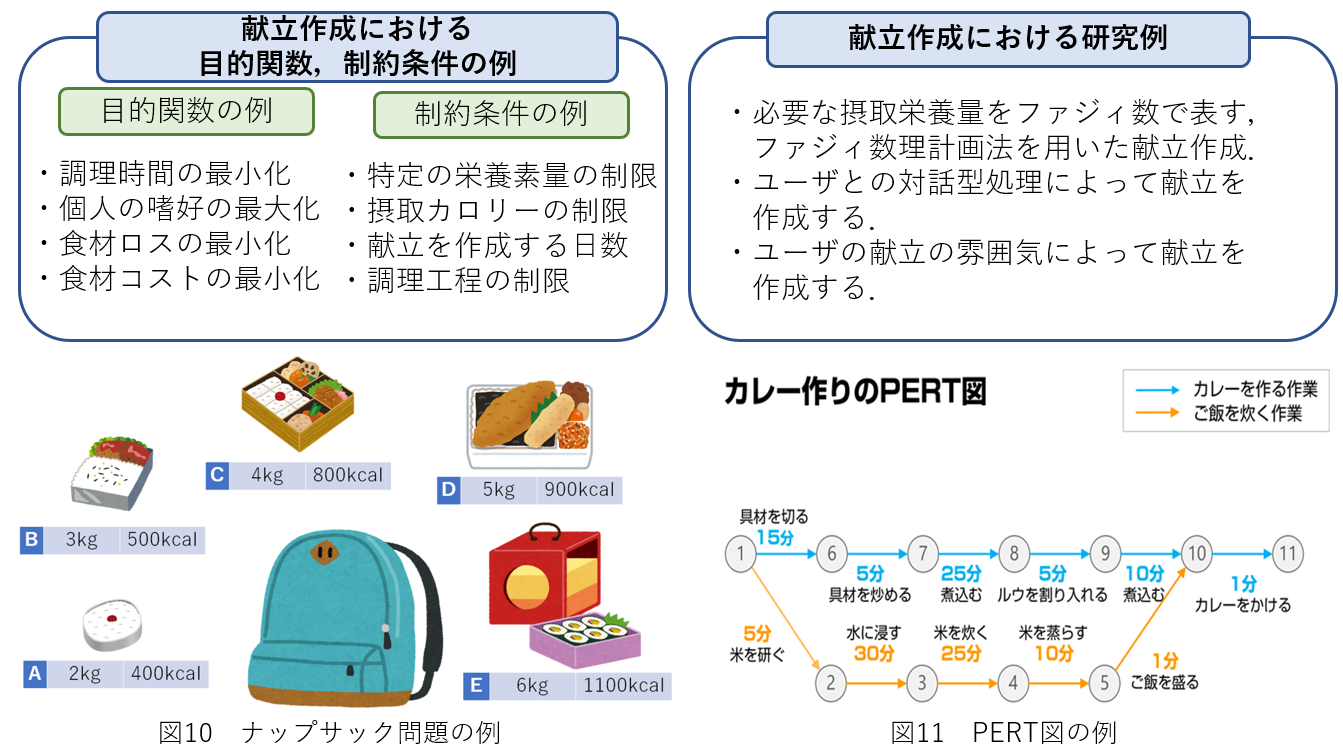 献立作成における
目的関数，制約条件の例
目的関数の例
・調理時間の最小化
・個人の嗜好の最大化
・食材ロスの最小化
・食材コストの最小化
制約条件の例
・特定の栄養素量の制限
・摂取カロリーの制限
・献立を作成する日数
・調理工程の制限
献立作成における研究例
・必要な摂取栄養量をファジィ数で表す,
ファジィ数理計画法を用いた献立作成.
・ユーザとの対話型処理によって献立を
作成する.
・ユーザの献立の雰囲気によって献立を
作成する.
C 4kg 800kcal
D 5kg 900kcal
B 3kg 500kcal
A 2kg 400kcal
E 6kg 1100kcal
図10　ナップサック問題の例
カレー作りのPERT図
カレーを作る作業
ご飯を炊く作業
具材を切る
15分
1 6 7 8 9 10 11
5分 25分 5分 10分 1分
具材を炒める 煮込む ルウを割り入れる 煮込む カレーをかける
5分
米を研ぐ
水に浸す 米を炊く 米を蒸らす
30分 25分 10分
1分
ご飯を盛る
2 3 4 5
図11　PERT図の例